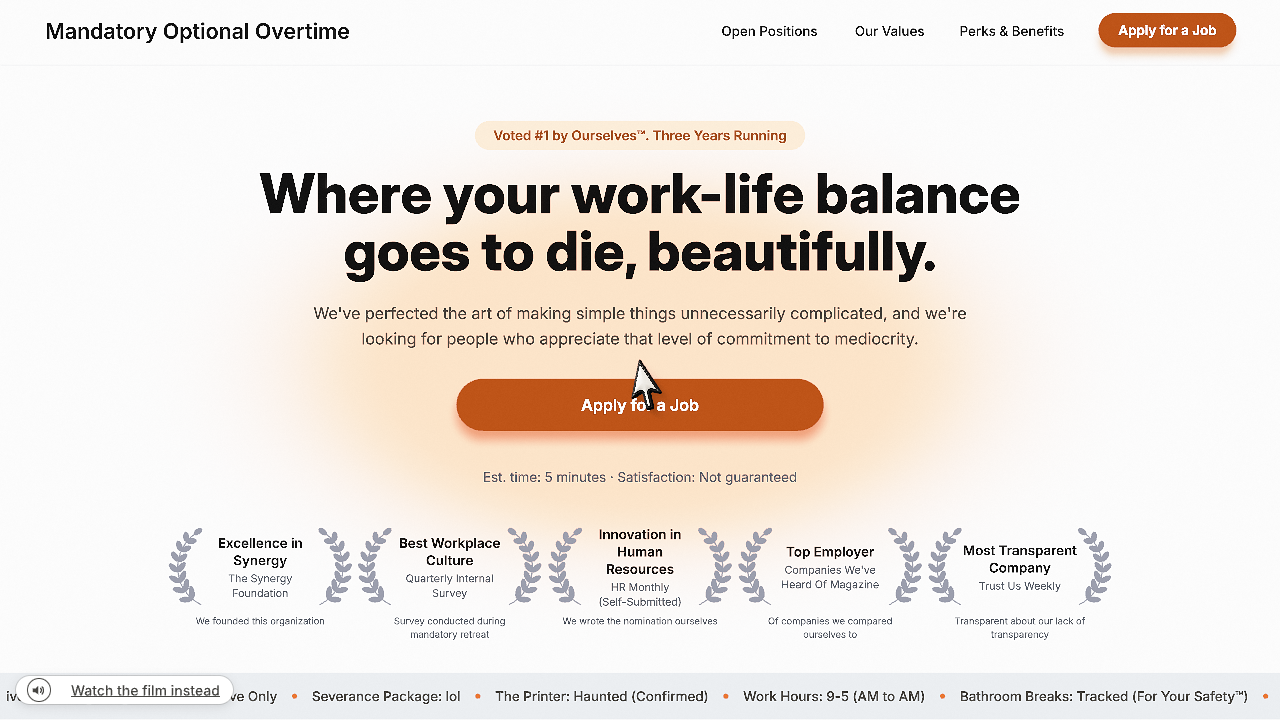 Mandatory Optional Overtime
Open Positions
Our Values
Perks & Benefits
Apply for a Job
Voted #1 by Ourselves™. Three Years Running
Where your work-life balance
goes to die, beautifully.
We've perfected the art of making simple things unnecessarily complicated, and we're
looking for people who appreciate that level of commitment to mediocrity.
Apply for a Job
Est. time: 5 minutes · Satisfaction: Not guaranteed
Excellence in
Synergy
The Synergy
Foundation
We founded this organization
Best Workplace
Culture
Quarterly Internal
Survey
Survey conducted during
mandatory retreat
Innovation in
Human
Resources
HR Monthly
(Self-Submitted)
We wrote the nomination ourselves
Top Employer
Companies We've
Heard Of Magazine
Of companies we compared
ourselves to
Most Transparent
Company
Trust Us Weekly
Transparent about our lack of
transparency
Watch the film instead
Only • Severance Package: lol • The Printer: Haunted (Confirmed) • Work Hours: 9-5 (AM to AM) • Bathroom Breaks: Tracked (For Your Safety™) •